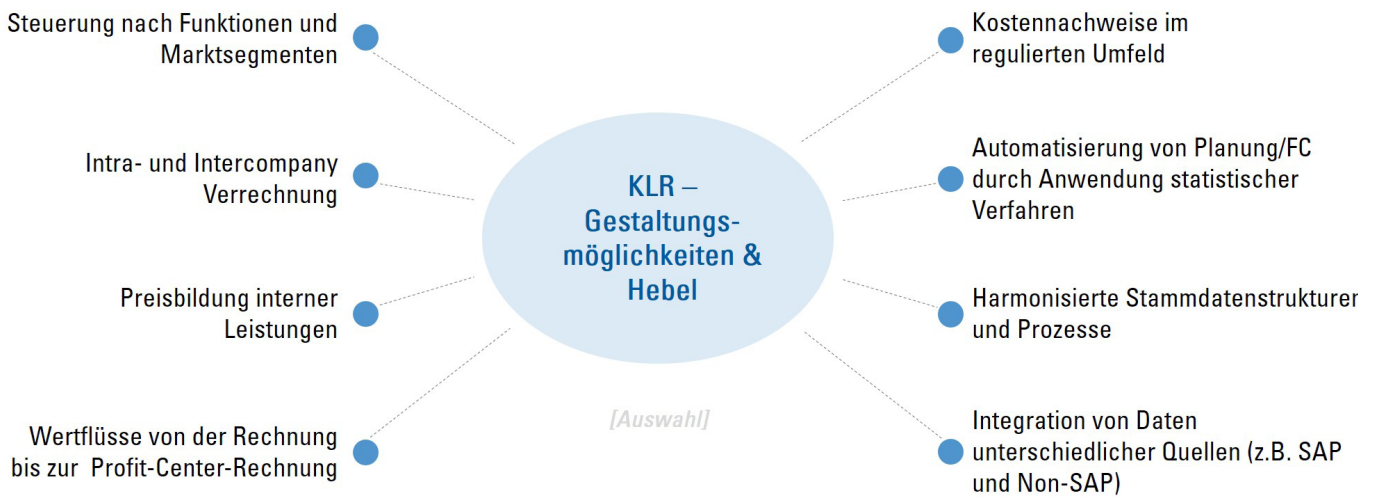 Steuerung nach Funktionen und
Marktsegmenten
Intra- und Intercompany
Verrechnung
Preisbildung interner
Leistungen
Wertflüsse von der Rechnung
bis zur Profit-Center-Rechnung
KLR –
Gestaltungs-
möglichkeiten &
Hebel
[Auswahl]
Kostennachweise im
regulierten Umfeld
Automatisierung von Planung/FC
durch Anwendung statistischer
Verfahren
Harmonisierte Stammdatenstrukturen
und Prozesse
Integration von Daten
unterschiedlicher Quellen (z.B. SAP
und Non-SAP)